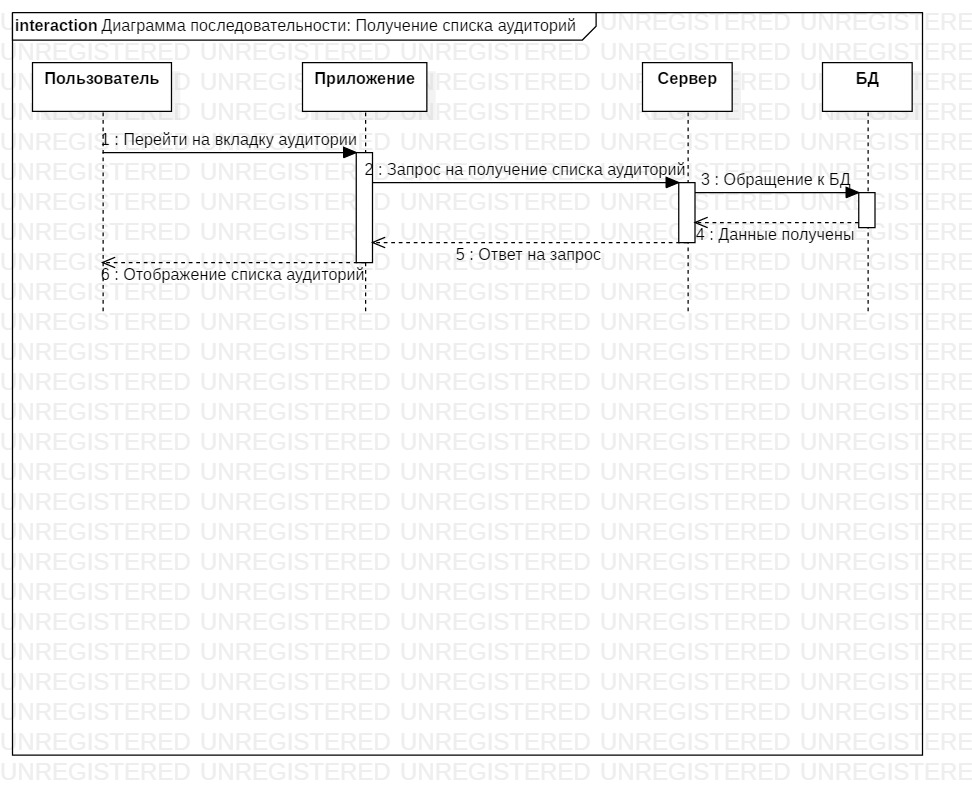 interaction Диаграмма последовательности: Получение списка аудиторий
Пользователь
Приложение
Сервер
БД
1 : Перейти на вкладку аудитории
2 : Запрос на получение списка аудиторий
3 : Обращение к БД
4 : Данные получены
5 : Ответ на запрос
6 : Отображение списка аудиторий
UNREGISTERED UNREGISTERED UNREGISTERED UNREGISTERED UNREGISTERED